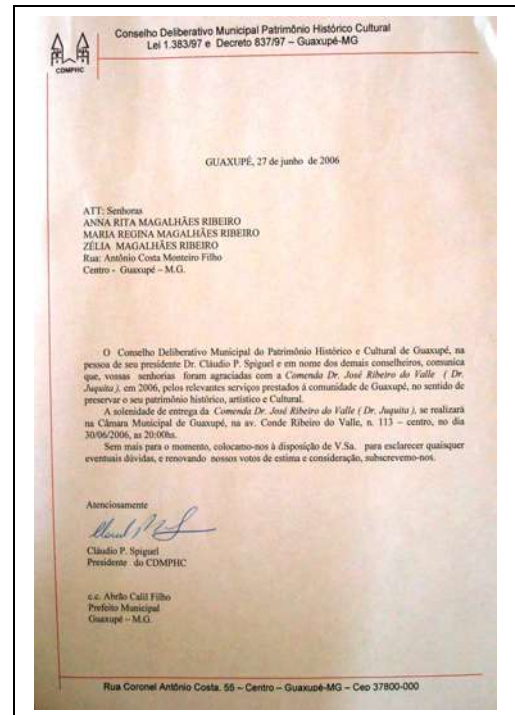 Conselho Deliberativo Municipal Patrimônio Histórico Cultural
Lei 1.383/97 e Decreto 837/97 – Guaxupé-MG
CDMPHC
GUAXUPÉ, 27 de junho de 2006
ATT: Senhoras
ANNA RITA MAGALHÃES RIBEIRO
MARIA REGINA MAGALHÃES RIBEIRO
ZÉLIA MAGALHÃES RIBEIRO
Rua: Antônio Costa Monteiro Filho
Centro - Guaxupé – M.G.
O Conselho Deliberativo Municipal do Patrimônio Histórico e Cultural de Guaxupé, na
pessoa de seu presidente Dr. Cláudio P. Spiguel e em nome dos demais conselheiros, comunica
que, vossas senhorias foram agraciadas com a Comenda Dr. José Ribeiro do Valle ( Dr.
Juquita ), em 2006, pelos relevantes serviços prestados à comunidade de Guaxupé, no sentido de
preservar o seu patrimônio histórico, artístico e Cultural.
A solenidade de entrega da Comenda Dr. José Ribeiro do Valle ( Dr. Juquita ), se realizará
na Câmara Municipal de Guaxupé, na av. Conde Ribeiro do Valle, n. 113 – centro, no dia
30/06/2006, as 20:00hs.
Sem mais para o momento, colocamo-nos à disposição de V.Sa. para esclarecer quaisquer
eventuais dúvidas, e renovando nossos votos de estima e consideração, subscrevemo-nos.
Atenciosamente
Cláudio P. Spiguel
Presidente do CDMPHC
c.c. Abrão Calil Filho
Prefeito Municipal
Guaxupé – M.G.
Rua Coronel Antônio Costa, 55 – Centro – Guaxupé-MG – Cep 37800-000